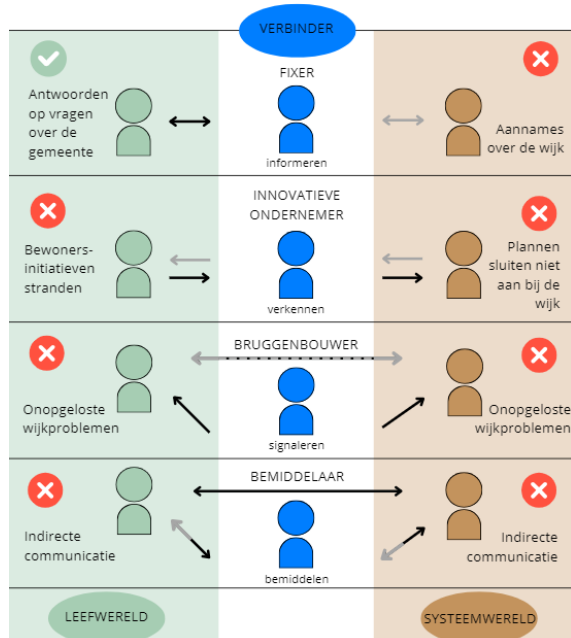 VERBINDER
FIXER
Antwoorden
op vragen
over de
gemeente
informeren
Aannames
over de wijk
INNOVATIEVE
ONDERNEMER
Bewoners-
initiatieven
stranden
verkennen
Plannen
sluiten niet
aan bij de
wijk
BRUGGENBOUWER
Onopgeloste
wijkproblemen
signaleren
Onopgeloste
wijkproblemen
BEMIDDELAAR
Indirecte
communicatie
bemiddelen
Indirecte
communicatie
LEEFWERELD
SYSTEEMWERELD